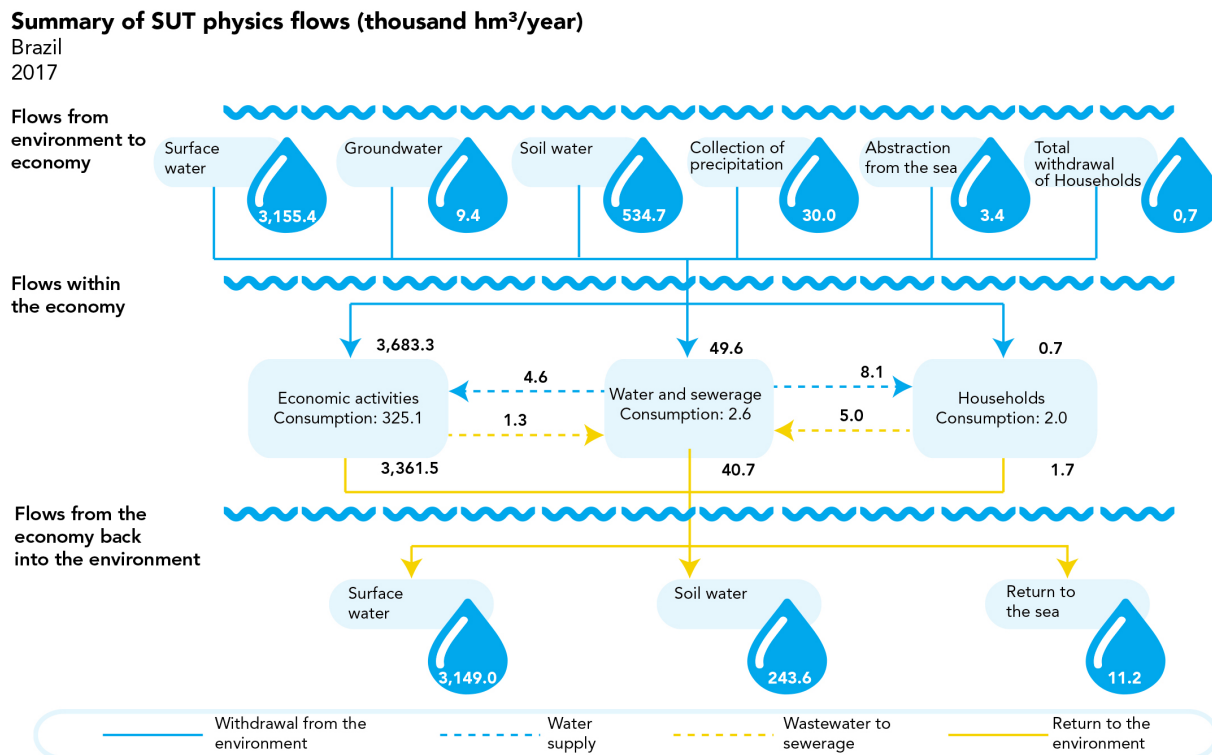 Summary of SUT physics flows (thousand hm³/year)
Brazil
2017
Flows from
environment to
economy
Surface
water
3,155.4
Groundwater
9.4
Soil water
534.7
Collection of
precipitation
30.0
Abstraction
from the sea
3.4
Total
withdrawal
of Households
0,7
Flows within
the economy
3,683.3
49.6
0.7
Economic activities
Consumption: 325.1
4.6
1.3
Water and sewerage
Consumption: 2.6
8.1
5.0
Households
Consumption: 2.0
3,361.5
40.7
1.7
Flows from the
economy back
into the environment
Surface
water
3,149.0
Soil water
243.6
Return to
the sea
11.2
Withdrawal from the
environment
Water
supply
Wastewater to
sewerage
Return to the
environment